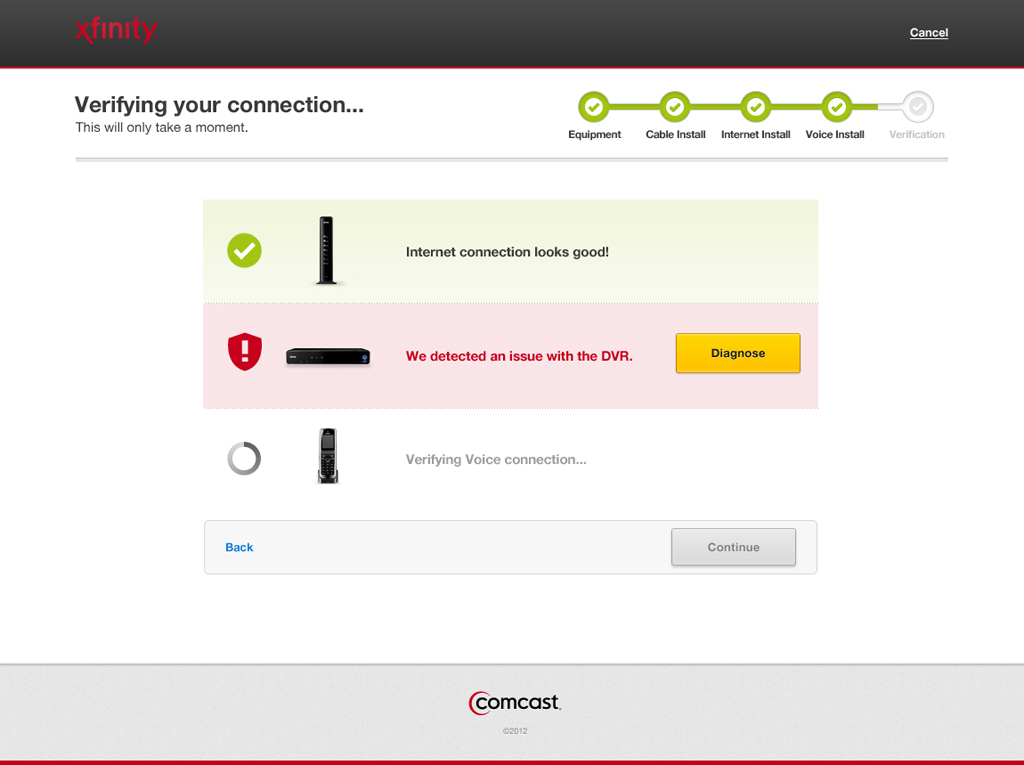 xfinity
Cancel
Verifying your connection...
This will only take a moment.
Equipment
Cable Install
Internet Install
Voice Install
Verification
Internet connection looks good!
We detected an issue with the DVR.
Diagnose
Verifying Voice connection...
Back
Continue
comcast.
©2012